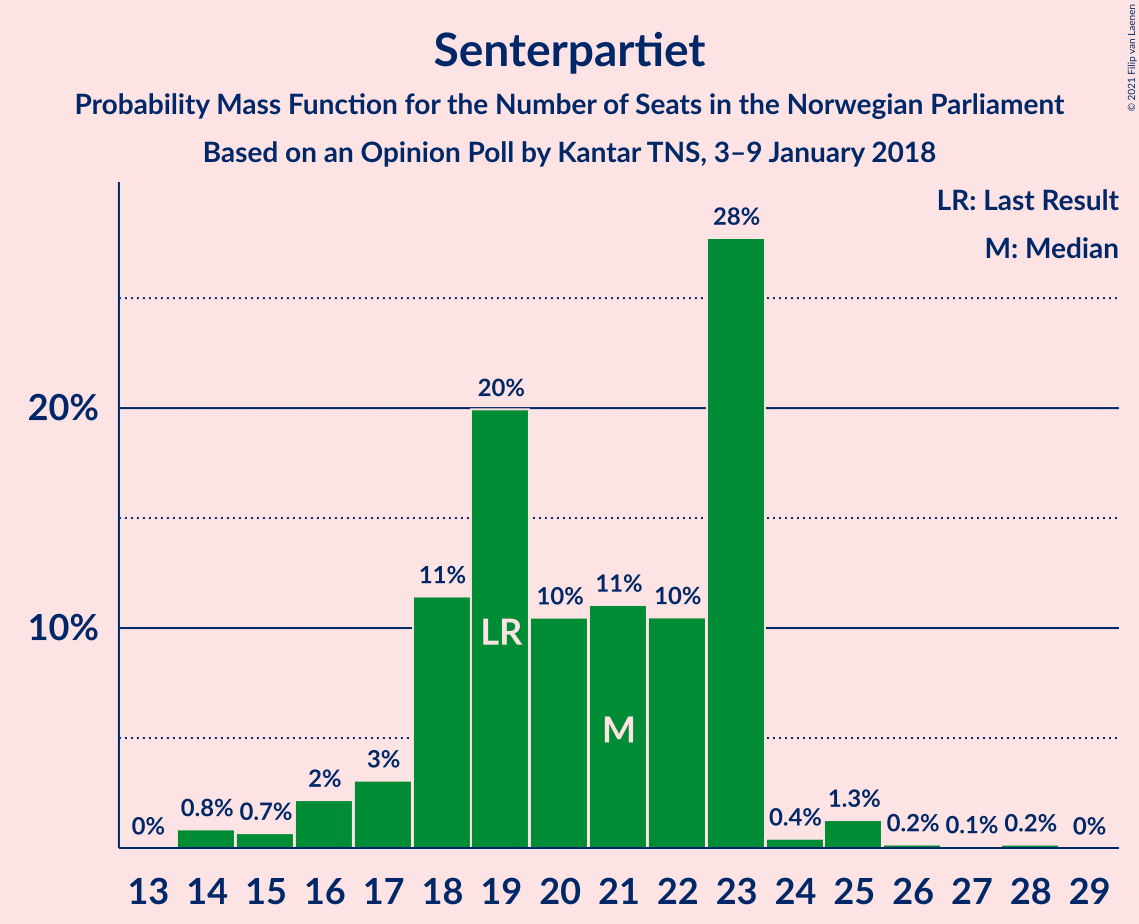 Senterpartiet
Probability Mass Function for the Number of Seats in the Norwegian Parliament
Based on an Opinion Poll by Kantar TNS, 3–9 January 2018
© 2021 Filip van Laenen
LR: Last Result
M: Median
28%
20%
20%
11%
10%
11%
10%
10%
LR
M
3%
2%
0.8%
0.7%
0%
0.4%
1.3%
0.2%
0.1%
0.2%
0%
13 14 15 16 17 18 19 20 21 22 23 24 25 26 27 28 29